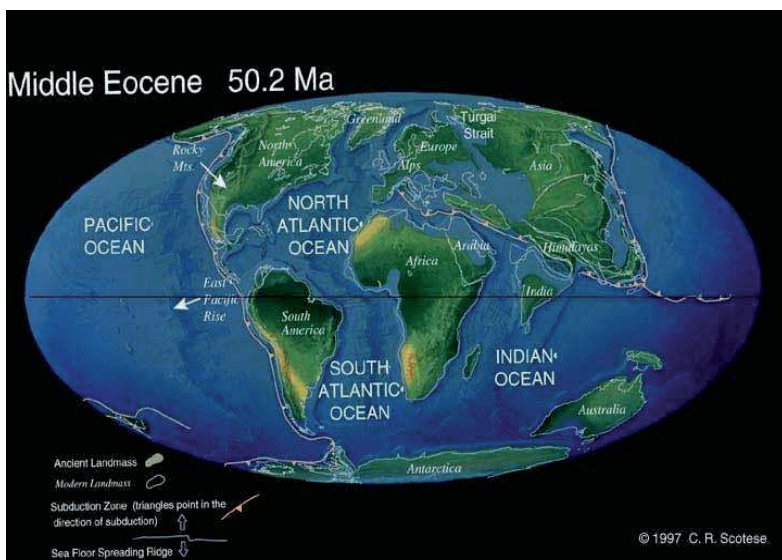 Middle Eocene 50.2 Ma
Greenland
Turgai
Strait
North
America
Rocky
Mts.
Europe
Alps
Asia
NORTH
ATLANTIC
OCEAN
PACIFIC
OCEAN
Arabia
Himalayas
Africa
East
Pacific
Rise
India
South
America
SOUTH
ATLANTIC
OCEAN
INDIAN
OCEAN
Australia
Antarctica
Ancient Landmass
Modern Landmass
Subduction Zone (triangles point in the
direction of subduction)
Sea Floor Spreading Ridge
© 1997 C. R. Scotese